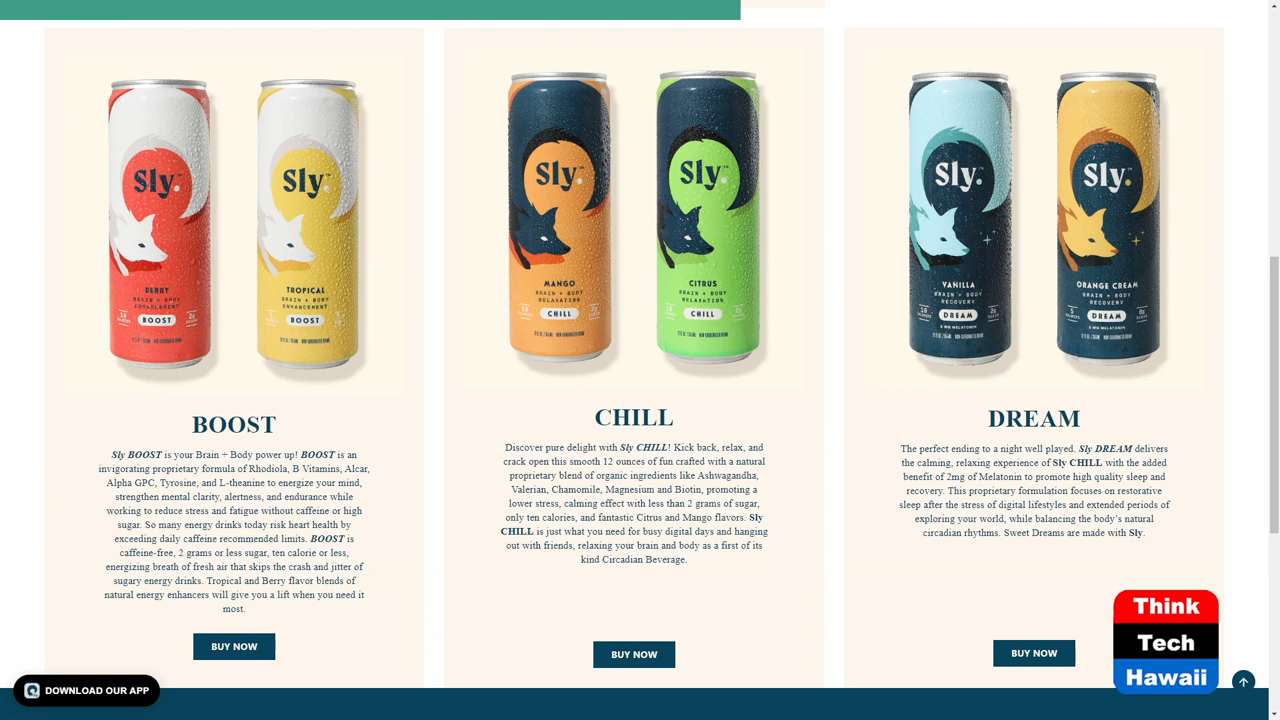 Sly.
BERRY
BRAIN + BODY
ENHANCEMENT
BOOST
Sly.
TROPICAL
BRAIN + BODY
ENHANCEMENT
BOOST
Sly.
MANGO
BRAIN + BODY
RELAXATION
CHILL
Sly.
CITRUS
BRAIN + BODY
RELAXATION
CHILL
Sly.
VANILLA
BRAIN + BODY
RECOVERY
DREAM
2 MG MELATONIN
Sly.
ORANGE CREAM
BRAIN + BODY
RECOVERY
DREAM
2 MG MELATONIN
BOOST
Sly BOOST is your Brain + Body power up! BOOST is an
invigorating proprietary formula of Rhodiola, B Vitamins, Alcar,
Alpha GPC, Tyrosine, and L-theanine to energize your mind,
strengthen mental clarity, alertness, and endurance while
working to reduce stress and fatigue without caffeine or high
sugar. So many energy drinks today risk heart health by
exceeding daily caffeine recommended limits. BOOST is
caffeine-free, 2 grams or less sugar, ten calorie or less,
energizing breath of fresh air that skips the crash and jitter of
sugary energy drinks. Tropical and Berry flavor blends of
natural energy enhancers will give you a lift when you need it
most.
BUY NOW
CHILL
Discover pure delight with Sly CHILL! Kick back, relax, and
crack open this smooth 12 ounces of fun crafted with a natural
proprietary blend of organic ingredients like Ashwagandha,
Valerian, Chamomile, Magnesium and Biotin, promoting a
lower stress, calming effect with less than 2 grams of sugar,
only ten calories, and fantastic Citrus and Mango flavors. Sly
CHILL is just what you need for busy digital days and hanging
out with friends, relaxing your brain and body as a first of its
kind Circadian Beverage.
BUY NOW
DREAM
The perfect ending to a night well played. Sly DREAM delivers
the calming, relaxing experience of Sly CHILL with the added
benefit of 2mg of Melatonin to promote high quality sleep and
recovery. This proprietary formulation focuses on restorative
sleep after the stress of digital lifestyles and extended periods of
exploring your world, while balancing the body's natural
circadian rhythms. Sweet Dreams are made with Sly.
BUY NOW
Think
Tech
Hawaii
DOWNLOAD OUR APP